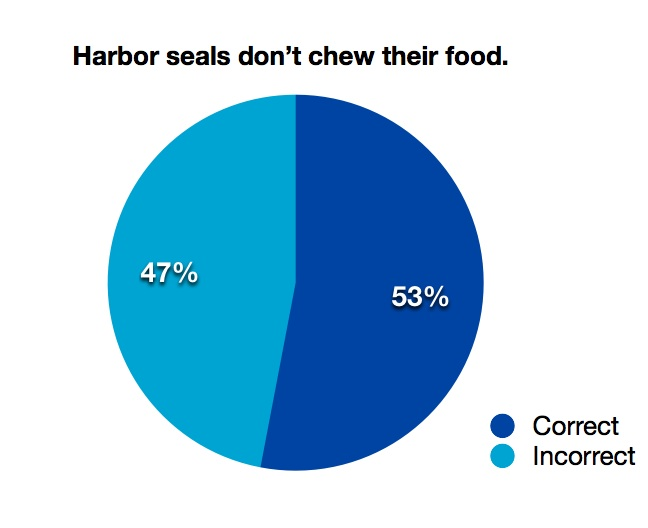 Harbor seals don’t chew their food.
47%
53%
Correct
Incorrect